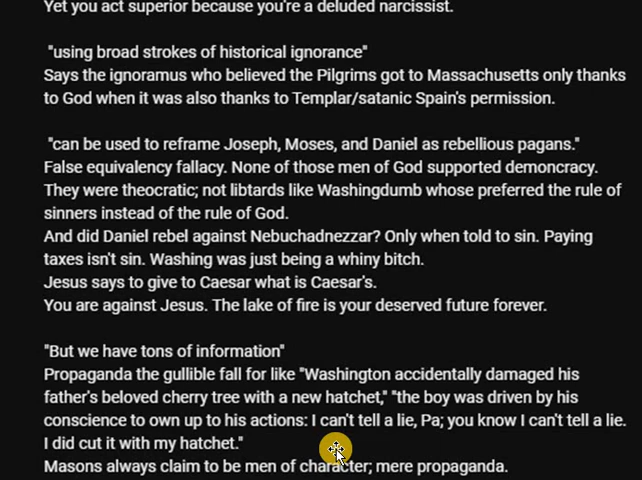 Yet you act superior because you're a deluded narcissist.
"using broad strokes of historical ignorance"
Says the ignoramus who believed the Pilgrims got to Massachusetts only thanks
to God when it was also thanks to Templar/satanic Spain's permission.
"can be used to reframe Joseph, Moses, and Daniel as rebellious pagans."
False equivalency fallacy. None of those men of God supported demoncracy.
They were theocratic; not libtards like Washingdumb whose preferred the rule of
sinners instead of the rule of God.
And did Daniel rebel against Nebuchadnezzar? Only when told to sin. Paying
taxes isn't sin. Washing was just being a whiny bitch.
Jesus says to give to Caesar what is Caesar's.
You are against Jesus. The lake of fire is your deserved future forever.
"But we have tons of information"
Propaganda the gullible fall for like "Washington accidentally damaged his
father's beloved cherry tree with a new hatchet," "the boy was driven by his
conscience to own up to his actions: I can't tell a lie, Pa; you know I can't tell a lie.
I did cut it with my hatchet."
Masons always claim to be men of character; mere propaganda.